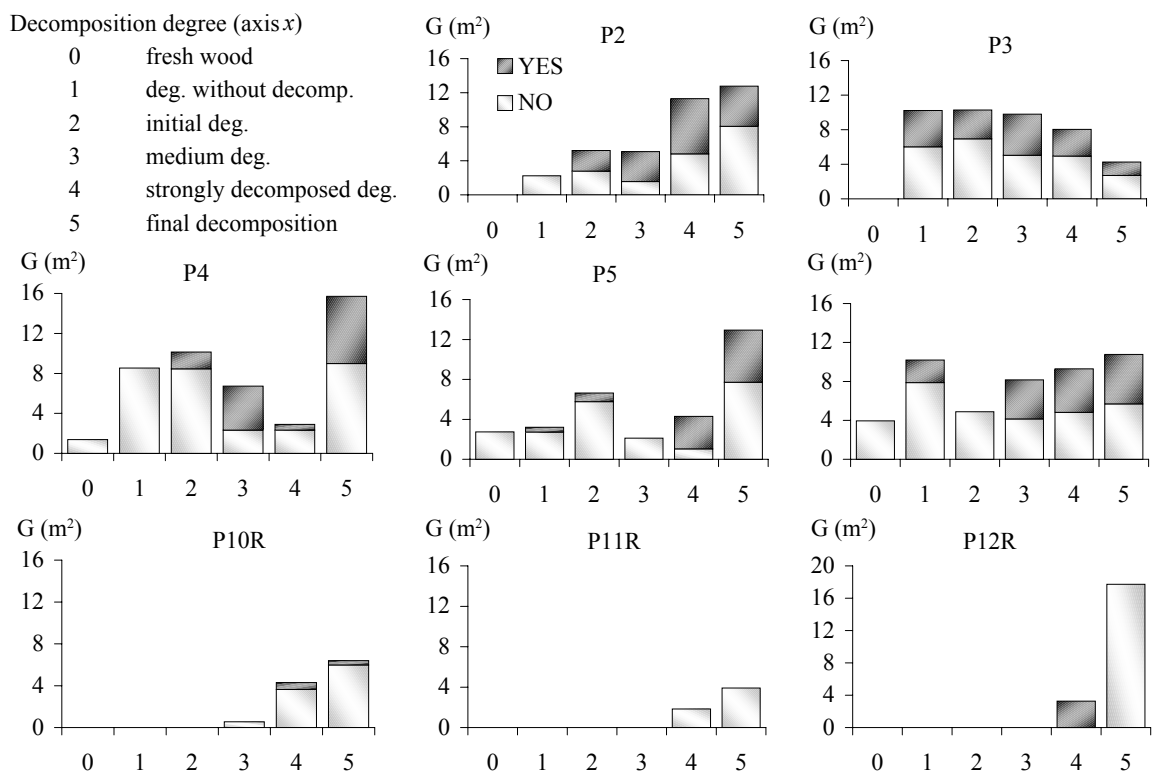 Decomposition degree (axis x)
0 fresh wood
1 deg. without decomp.
2 initial deg.
3 medium deg.
4 strongly decomposed deg.
5 final decomposition
G (m²)
P2
16
12
8
4
0
YES
NO
0 1 2 3 4 5
G (m²)
P3
16
12
8
4
0
0 1 2 3 4 5
G (m²)
P4
16
12
8
4
0
0 1 2 3 4 5
G (m²)
P5
16
12
8
4
0
0 1 2 3 4 5
G (m²)
16
12
8
4
0
0 1 2 3 4 5
G (m²)
P10R
16
12
8
4
0
0 1 2 3 4 5
G (m²)
P11R
16
12
8
4
0
0 1 2 3 4 5
G (m²)
P12R
20
16
12
8
4
0
0 1 2 3 4 5